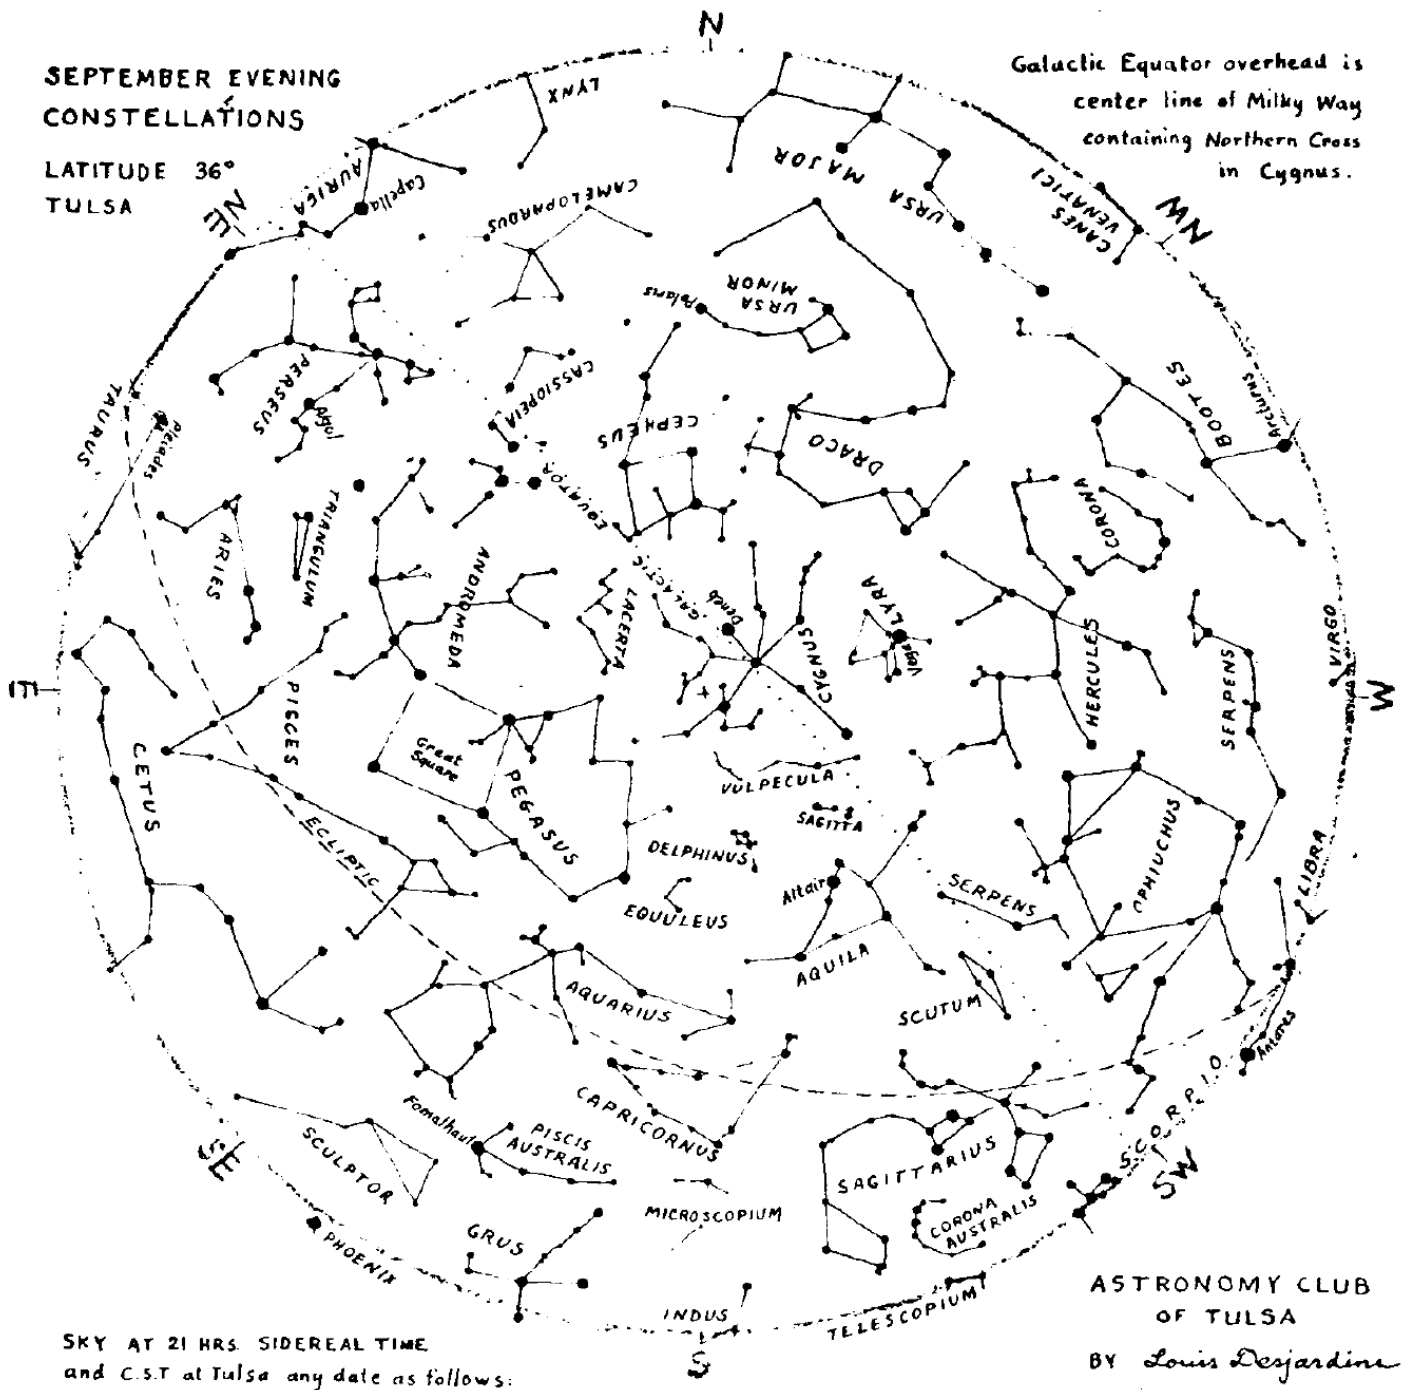 N
SEPTEMBER EVENING
CONSTELLATIONS
LATITUDE 36°
TULSA
Galactic Equator overhead is
center line of Milky Way
containing Northern Cross
in Cygnus.
NE
NW
LYNX
AURIGA
Capella
CAMELOPARDUS
URSA MAJOR
CANES
VENATICI
Polaris
URSA
MINOR
TAURUS
Pleiades
PERSEUS
Algol
CASSIOPEIA
CEPHEUS
DRACO
BOOTES
Arcturus
ARIES
TRIANGULUM
ANDROMEDA
GALACTIC EQUATOR
LACERTA
Deneb
CYGNUS
LYRA
Vega
HERCULES
CORONA
SERPENS
VIRGO
E
W
CETUS
PISCES
Great
Square
PEGASUS
VULPECULA
SAGITTA
ECLIPTIC
DELPHINUS
EQUULEUS
Altair
AQUILA
SERPENS
OPHIUCHUS
LIBRA
AQUARIUS
SCUTUM
Antares
CAPRICORNUS
SCORPIO
SE
SW
SCULPTOR
Fomalhaut
PISCIS
AUSTRALIS
SAGITTARIUS
MICROSCOPIUM
CORONA
AUSTRALIS
GRUS
PHOENIX
INDUS
TELESCOPIUM
S
SKY AT 21 HRS. SIDEREAL TIME
and C.S.T at Tulsa any date as follows:
ASTRONOMY CLUB
OF TULSA
BY Louis Desjardine